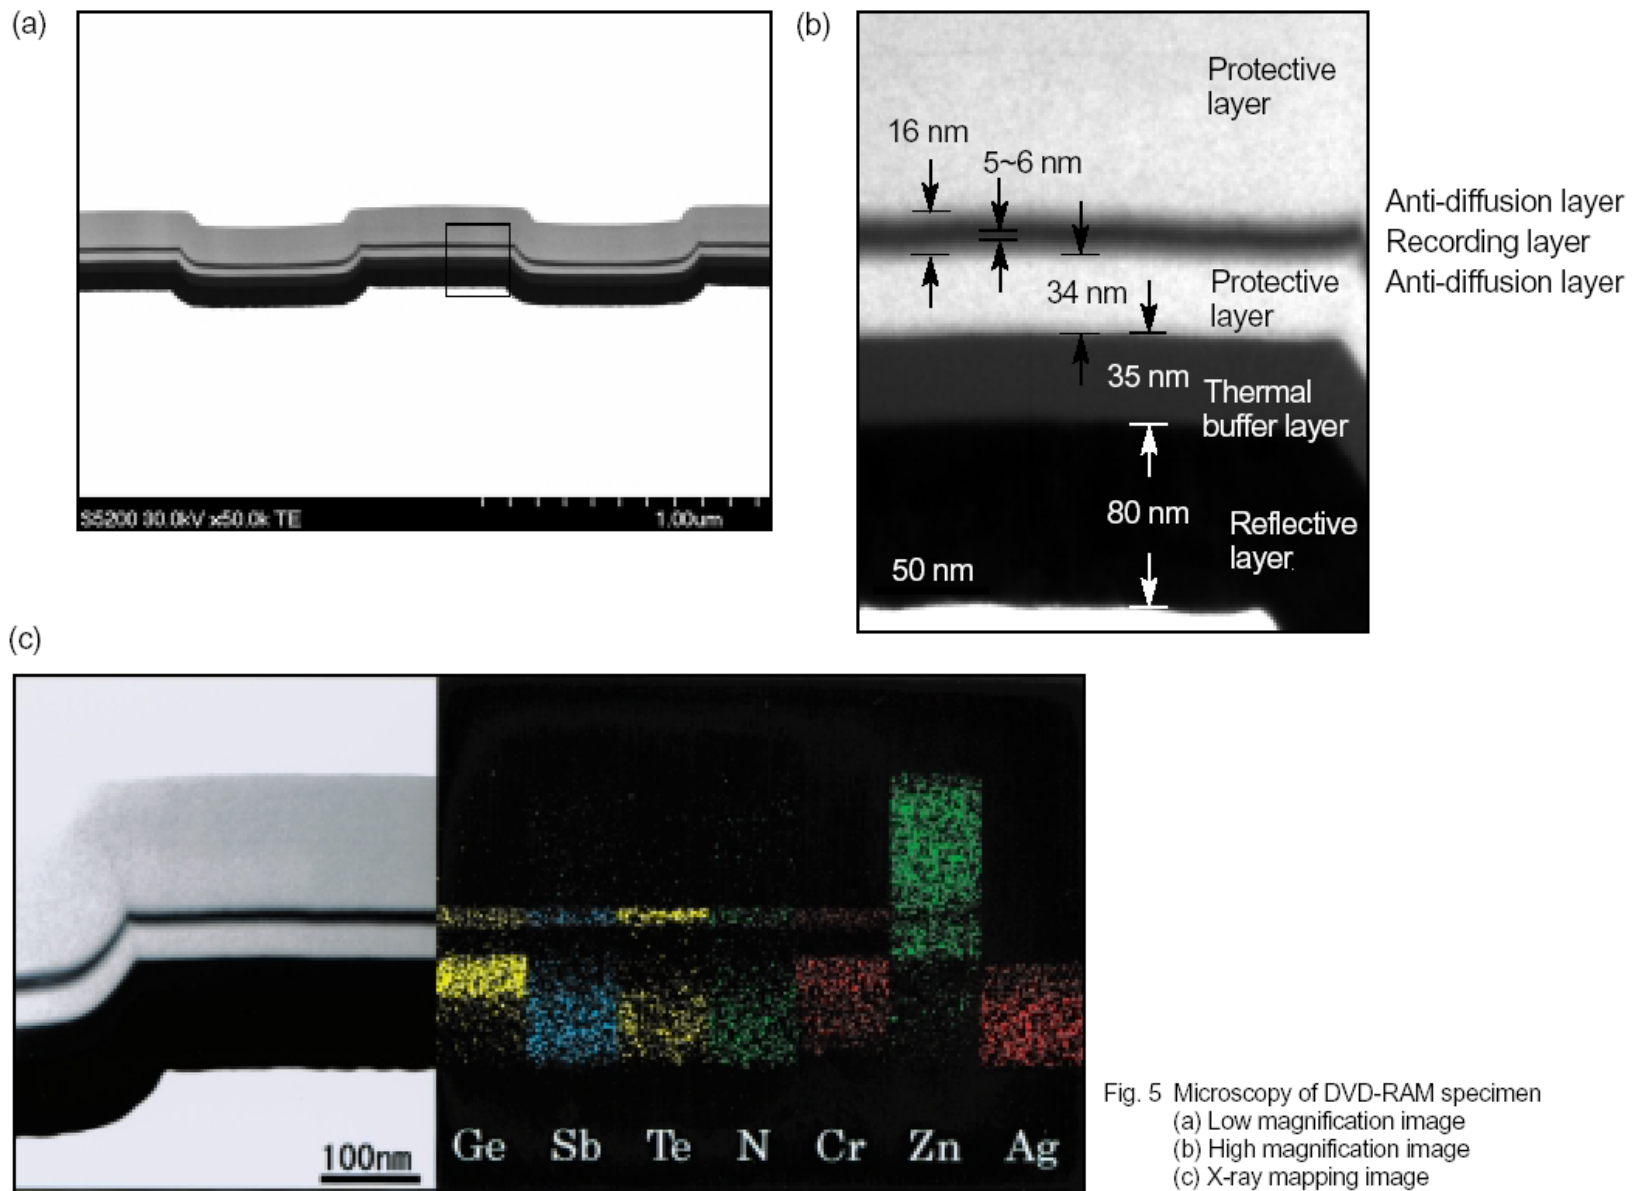 (a)
S5200 30.0kV x50.0k TE
1.00um
(b)
Protective
layer
16 nm
5~6 nm
Anti-diffusion layer
Recording layer
Anti-diffusion layer
34 nm
Protective
layer
35 nm
Thermal
buffer layer
80 nm
Reflective
layer
50 nm
(c)
100nm
Ge Sb Te N Cr Zn Ag
Fig. 5 Microscopy of DVD-RAM specimen
(a) Low magnification image
(b) High magnification image
(c) X-ray mapping image